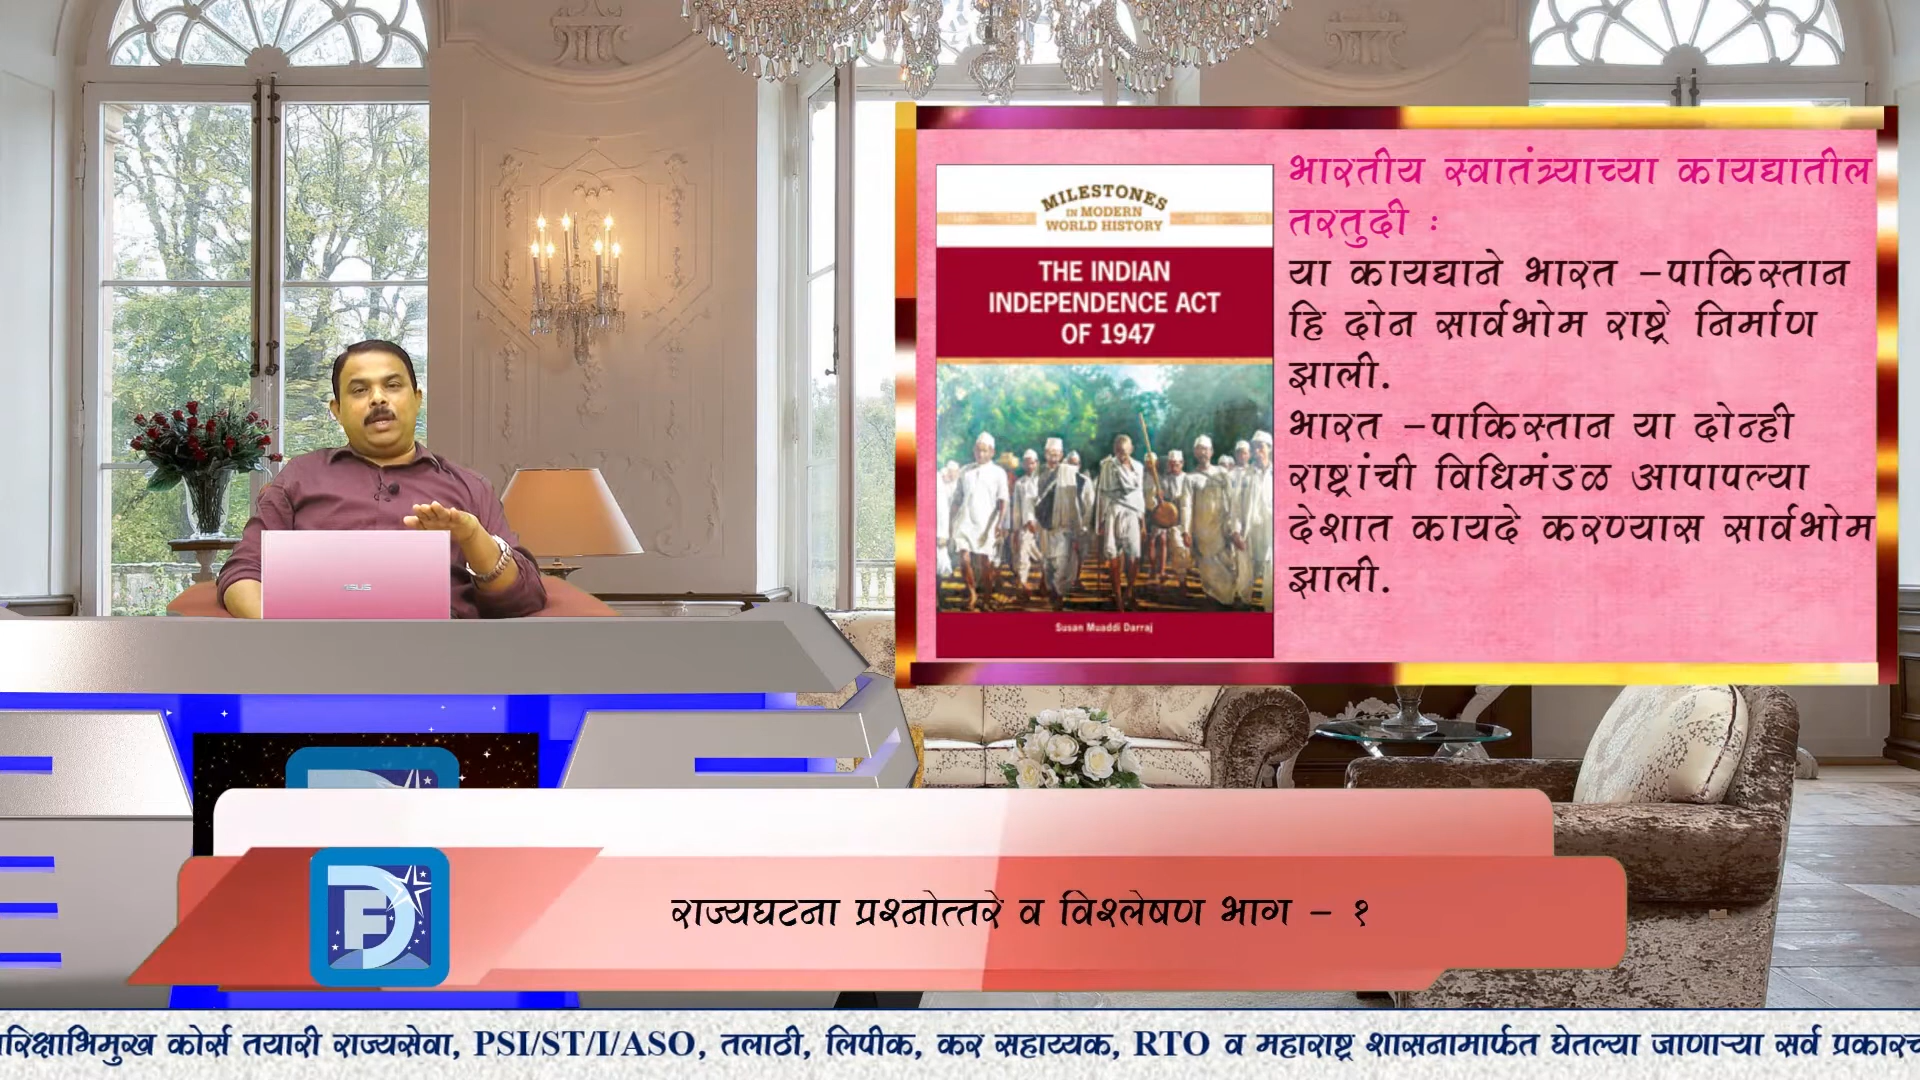 भारतीय स्वातंत्र्याच्या कायद्यातील
तरतुदी :
या कायद्याने भारत –पाकिस्तान
हि दोन सार्वभोम राष्ट्रे निर्माण
झाली.
भारत –पाकिस्तान या दोन्ही
राष्ट्रांची विधिमंडळ आपापल्या
देशात कायदे करण्यास सार्वभोम
झाली.
MILESTONES
IN MODERN
WORLD HISTORY
THE INDIAN
INDEPENDENCE ACT
OF 1947
Susan Muaddi Darraj
ASUS
राज्यघटना प्रश्नोत्तरे व विश्लेषण भाग – १
रिक्षाभिमुख कोर्स तयारी राज्यसेवा, PSI/ST/I/ASO, तलाठी, लिपीक, कर सहाय्यक, RTO व महाराष्ट्र शासनामार्फत घेतल्या जाणाऱ्या सर्व प्रकारच